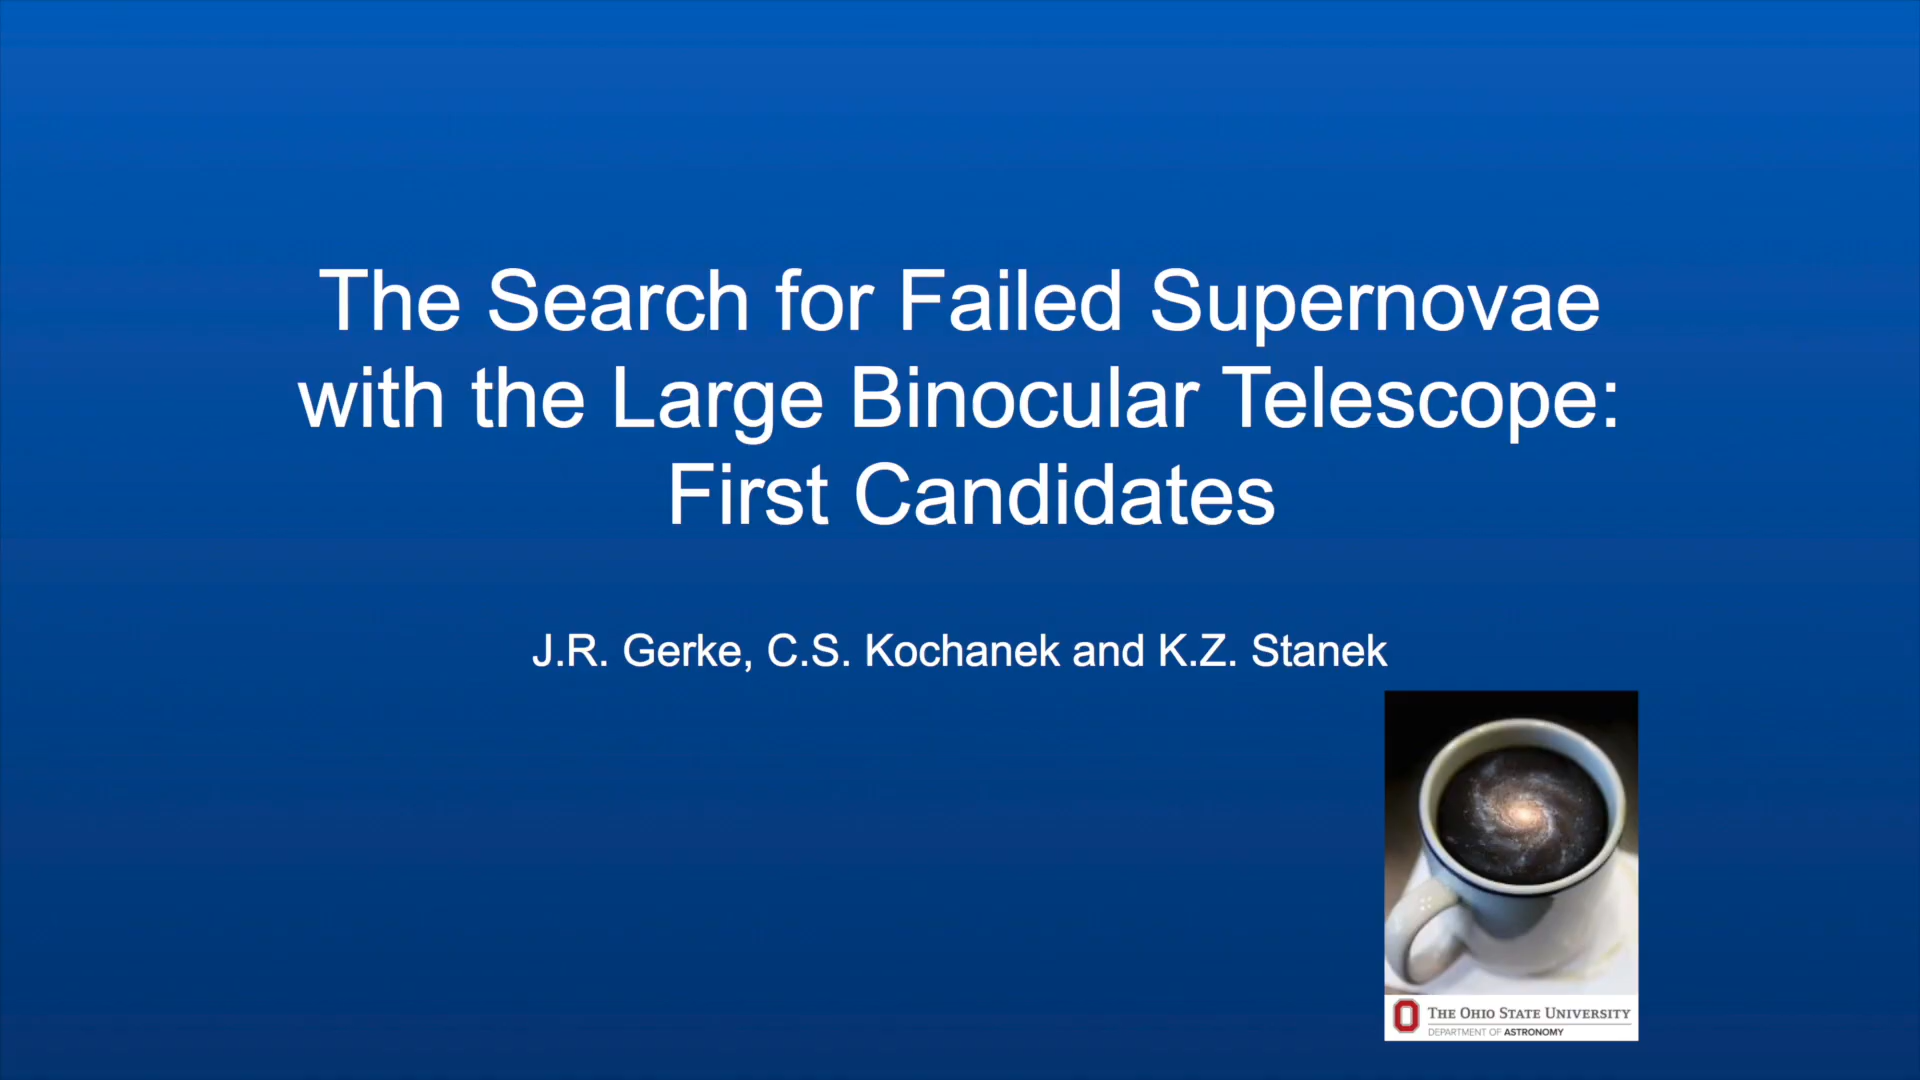 The Search for Failed Supernovae
with the Large Binocular Telescope:
First Candidates
J.R. Gerke, C.S. Kochanek and K.Z. Stanek
THE OHIO STATE UNIVERSITY
DEPARTMENT OF ASTRONOMY